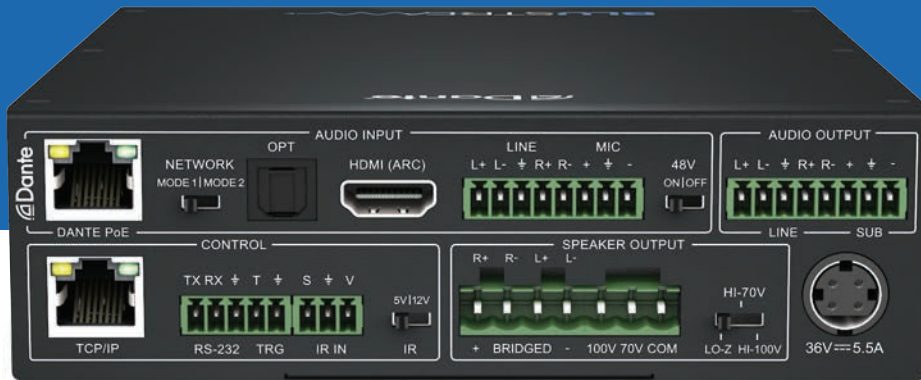 BLUSTREAM
Dante
AUDIO INPUT
AUDIO OUTPUT
Dante
NETWORK
MODE 1 | MODE 2
OPT
HDMI (ARC)
LINE
MIC
L+ L- ⏚ R+ R- + ⏚ -
48V
ON|OFF
L+ L- ⏚ R+ R- + ⏚ -
DANTE PoE
LINE
SUB
CONTROL
SPEAKER OUTPUT
TX RX ⏚ T ⏚ S ⏚ V
5V|12V
R+ R- L+ L-
HI-70V
TCP/IP
RS-232 TRG IR IN
IR
+ BRIDGED - 100V 70V COM
LO-Z HI-100V
36V⎓5.5A